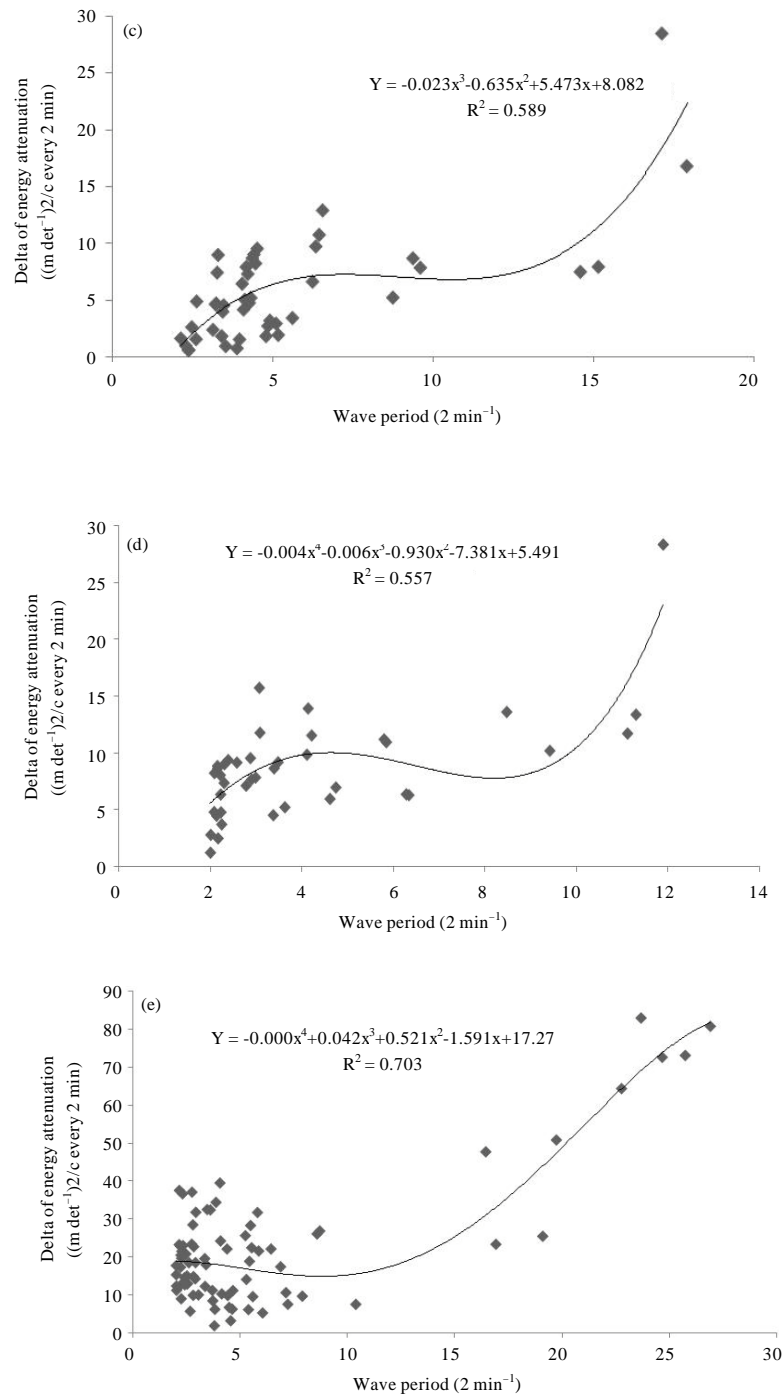 (c)
30
25
20
15
10
5
0
Y = -0.023x³-0.635x²+5.473x+8.082
R² = 0.589
Delta of energy attenuation
((m det⁻¹)2/c every 2 min)
0 5 10 15 20
Wave period (2 min⁻¹)
(d)
30
25
20
15
10
5
0
Y = -0.004x⁴-0.006x³-0.930x²-7.381x+5.491
R² = 0.557
Delta of energy attenuation
((m det⁻¹)2/c every 2 min)
0 2 4 6 8 10 12 14
Wave period (2 min⁻¹)
(e)
90
80
70
60
50
40
30
20
10
0
Y = -0.000x⁴+0.042x³+0.521x²-1.591x+17.27
R² = 0.703
Delta of energy attenuation
((m det⁻¹)2/c every 2 min)
0 5 10 15 20 25 30
Wave period (2 min⁻¹)